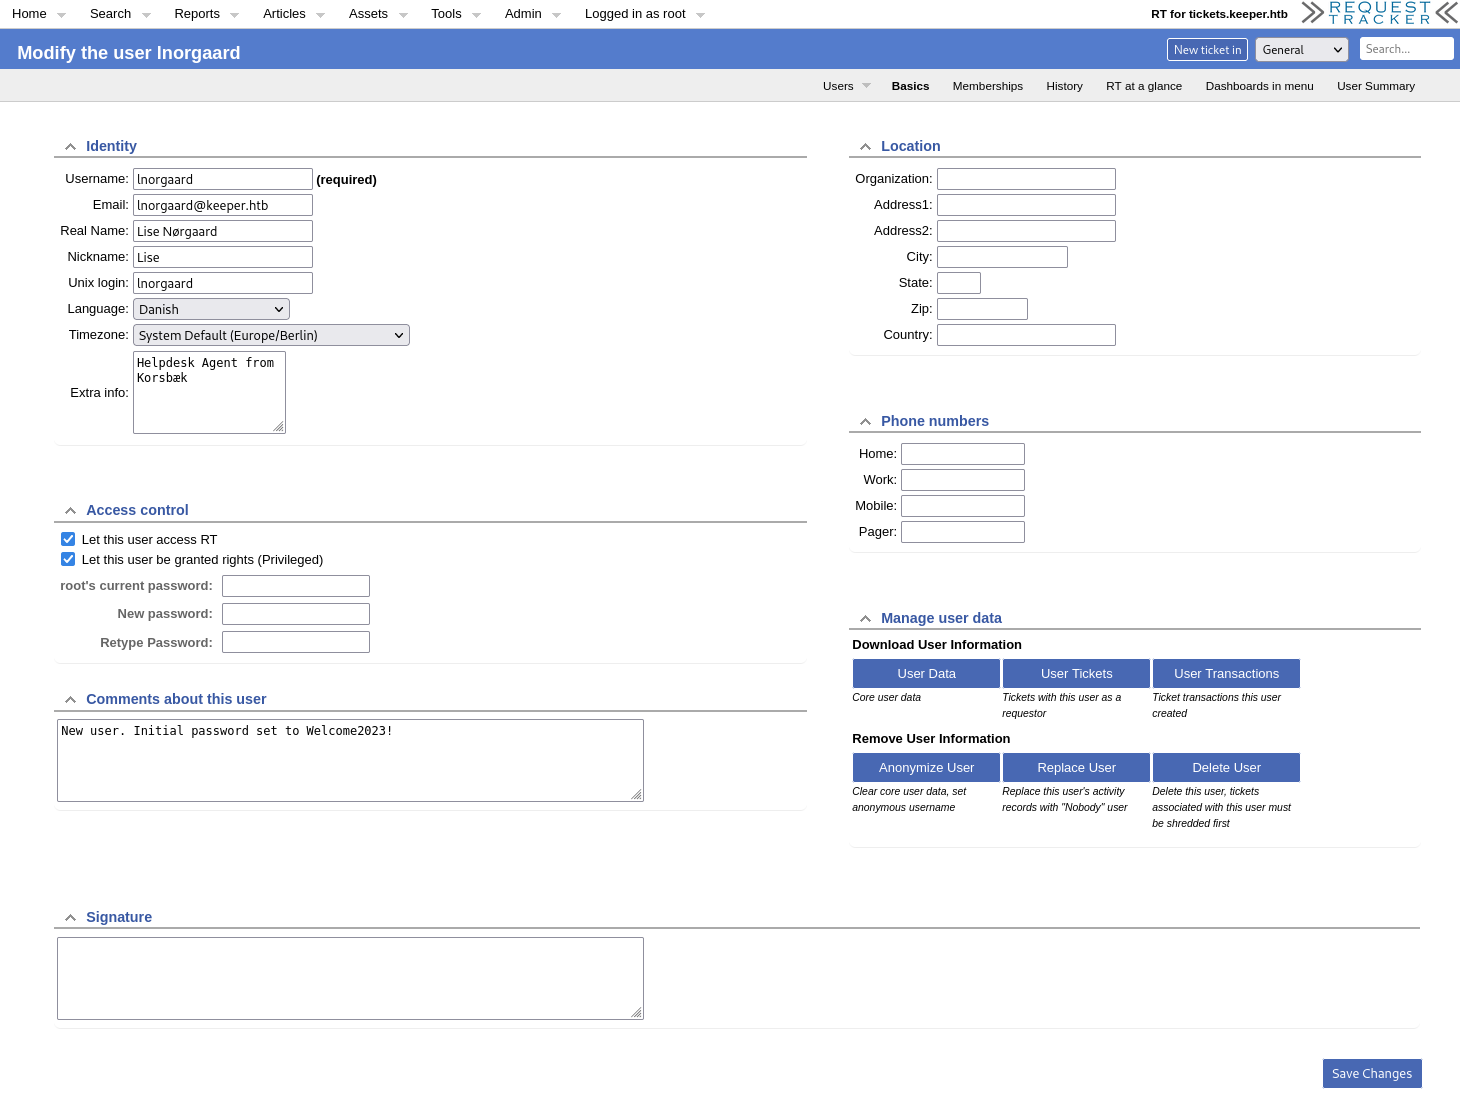 Home Search Reports Articles Assets Tools Admin Logged in as root RT for tickets.keeper.htb REQUEST TRACKER
Modify the user lnorgaard New ticket in General Search...
Users Basics Memberships History RT at a glance Dashboards in menu User Summary
Identity
Username: lnorgaard (required)
Email: lnorgaard@keeper.htb
Real Name: Lise Nørgaard
Nickname: Lise
Unix login: lnorgaard
Language: Danish
Timezone: System Default (Europe/Berlin)
Extra info: Helpdesk Agent from
Korsbæk
Access control
Let this user access RT
Let this user be granted rights (Privileged)
root's current password:
New password:
Retype Password:
Comments about this user
New user. Initial password set to Welcome2023!
Location
Organization:
Address1:
Address2:
City:
State:
Zip:
Country:
Phone numbers
Home:
Work:
Mobile:
Pager:
Manage user data
Download User Information
User Data User Tickets User Transactions
Core user data Tickets with this user as a requestor Ticket transactions this user created
Remove User Information
Anonymize User Replace User Delete User
Clear core user data, set anonymous username Replace this user's activity records with "Nobody" user Delete this user, tickets associated with this user must be shredded first
Signature
Save Changes